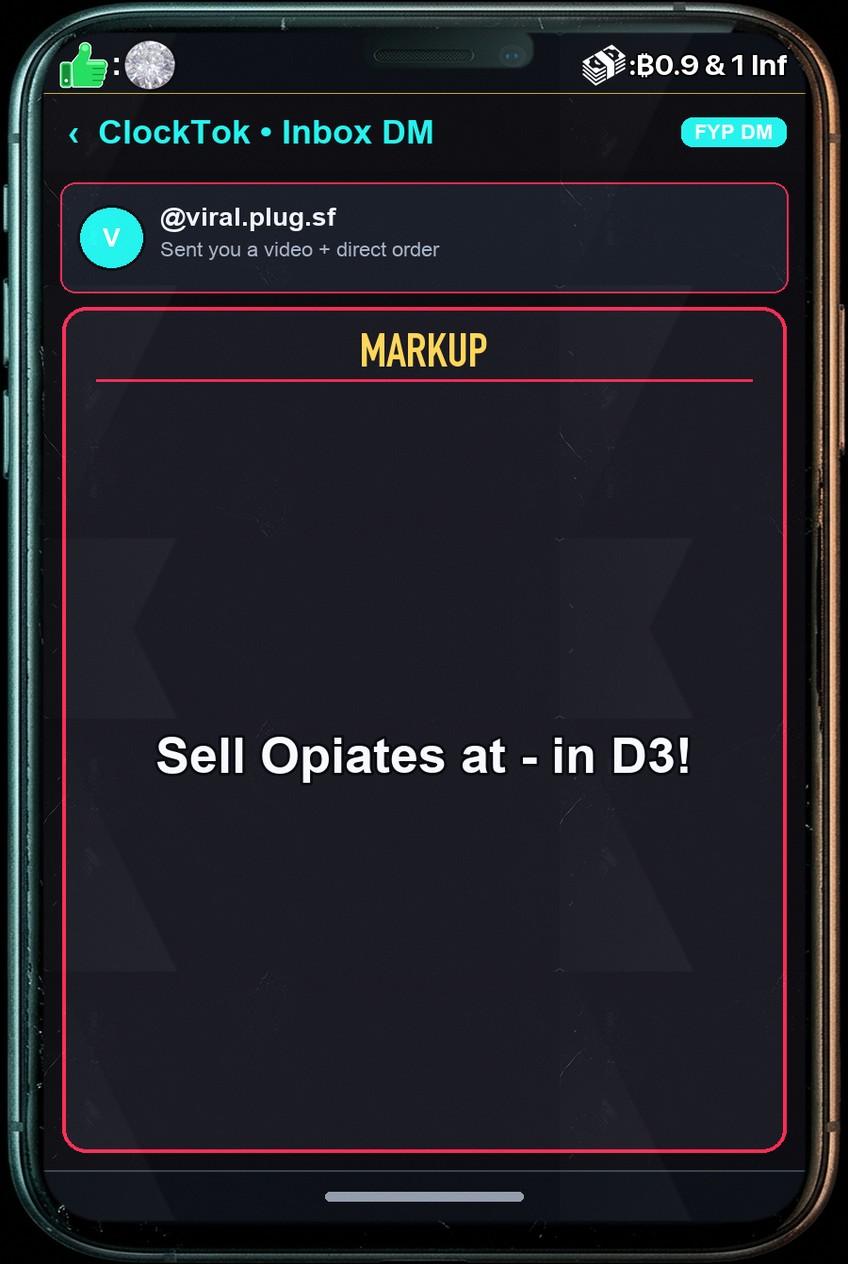 : :₿0.9 & 1 Inf
‹ ClockTok • Inbox DM FYP DM
V @viral.plug.sf
Sent you a video + direct order
MARKUP
Sell Opiates at - in D3!